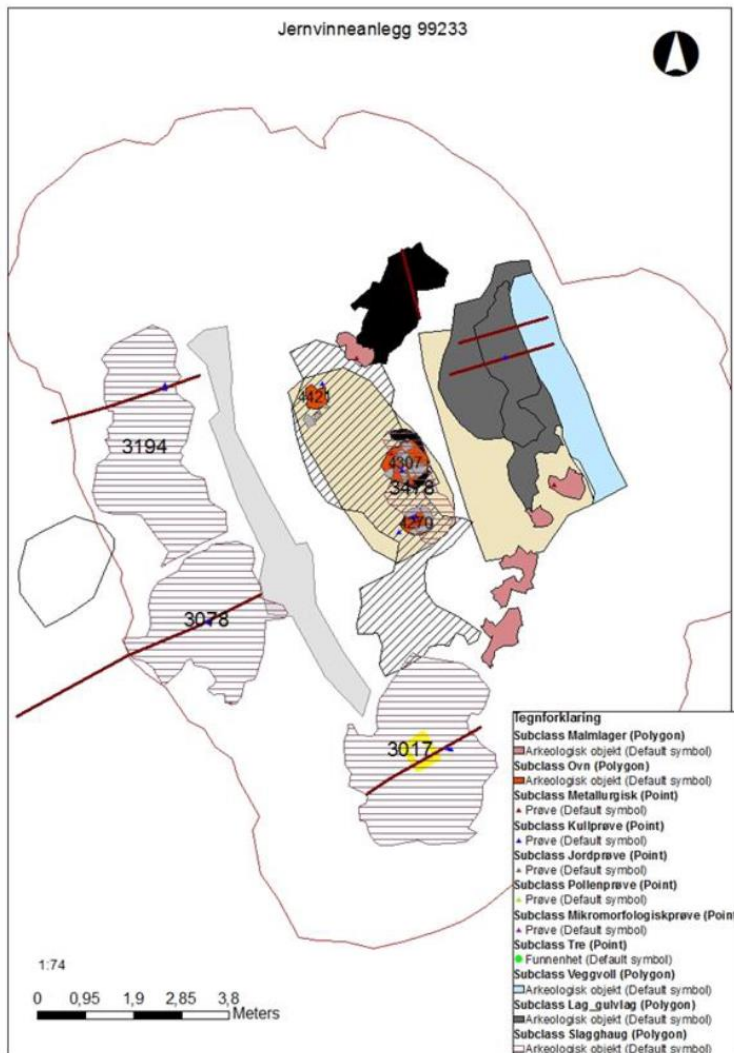 Jernvinneanlegg 99233
4421
3194
4307
3478
4270
3078
3017
1:74
0 0,95 1,9 2,85 3,8
Meters
Tegnforklaring
Subclass Malmlager (Polygon)
Arkeologisk objekt (Default symbol)
Subclass Ovn (Polygon)
Arkeologisk objekt (Default symbol)
Subclass Metallurgisk (Point)
Prøve (Default symbol)
Subclass Kullprøve (Point)
Prøve (Default symbol)
Subclass Jordprøve (Point)
Prøve (Default symbol)
Subclass Pollenprøve (Point)
Prøve (Default symbol)
Subclass Mikromorfologiskprøve (Point
Prøve (Default symbol)
Subclass Tre (Point)
Funnenhet (Default symbol)
Subclass Veggvoll (Polygon)
Arkeologisk objekt (Default symbol)
Subclass Lag_gulvlag (Polygon)
Arkeologisk objekt (Default symbol)
Subclass Slagghaug (Polygon)
Arkeologisk objekt (Default symbol)